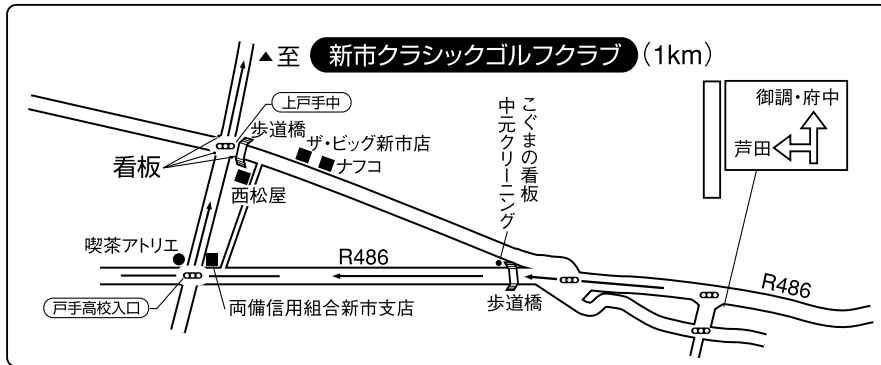 ▲至 新市クラシックゴルフクラブ（1km）
御調・府中
芦田
上戸手中
歩道橋
ザ・ビッグ新市店
ナフコ
こぐまの看板
中元クリーニング
看板
西松屋
喫茶アトリエ
R486
R486
戸手高校入口
両備信用組合新市支店
歩道橋